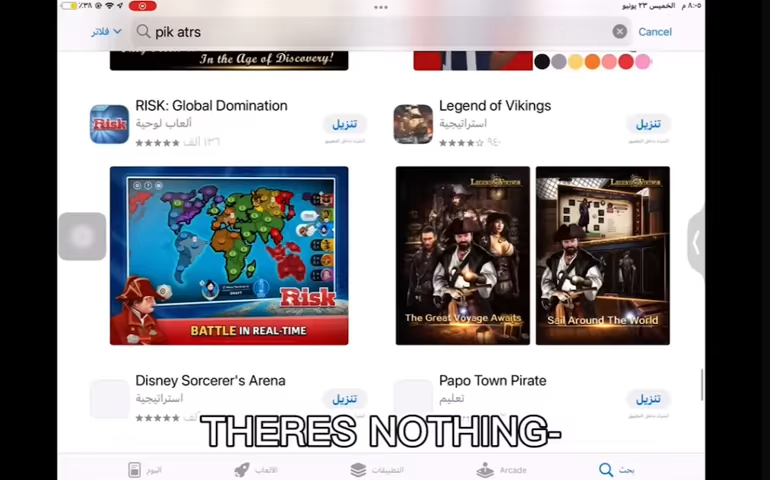 ٨:٠٥ م الخميس ٢٣ يونيو
٪٣٨
فلاتر
pik atrs
Cancel
In the Age of Discovery!
RISK: Global Domination
ألعاب لوحية
١٣٦ ألف
تنزيل
Legend of Vikings
استراتيجية
٩٤٠
تنزيل
Risk
BATTLE IN REAL-TIME
The Great Voyage Awaits
Sail Around The World
Disney Sorcerer's Arena
استراتيجية
تنزيل
Papo Town Pirate
تعليم
تنزيل
THERES NOTHING-
اليوم
الألعاب
التطبيقات
Arcade
بحث